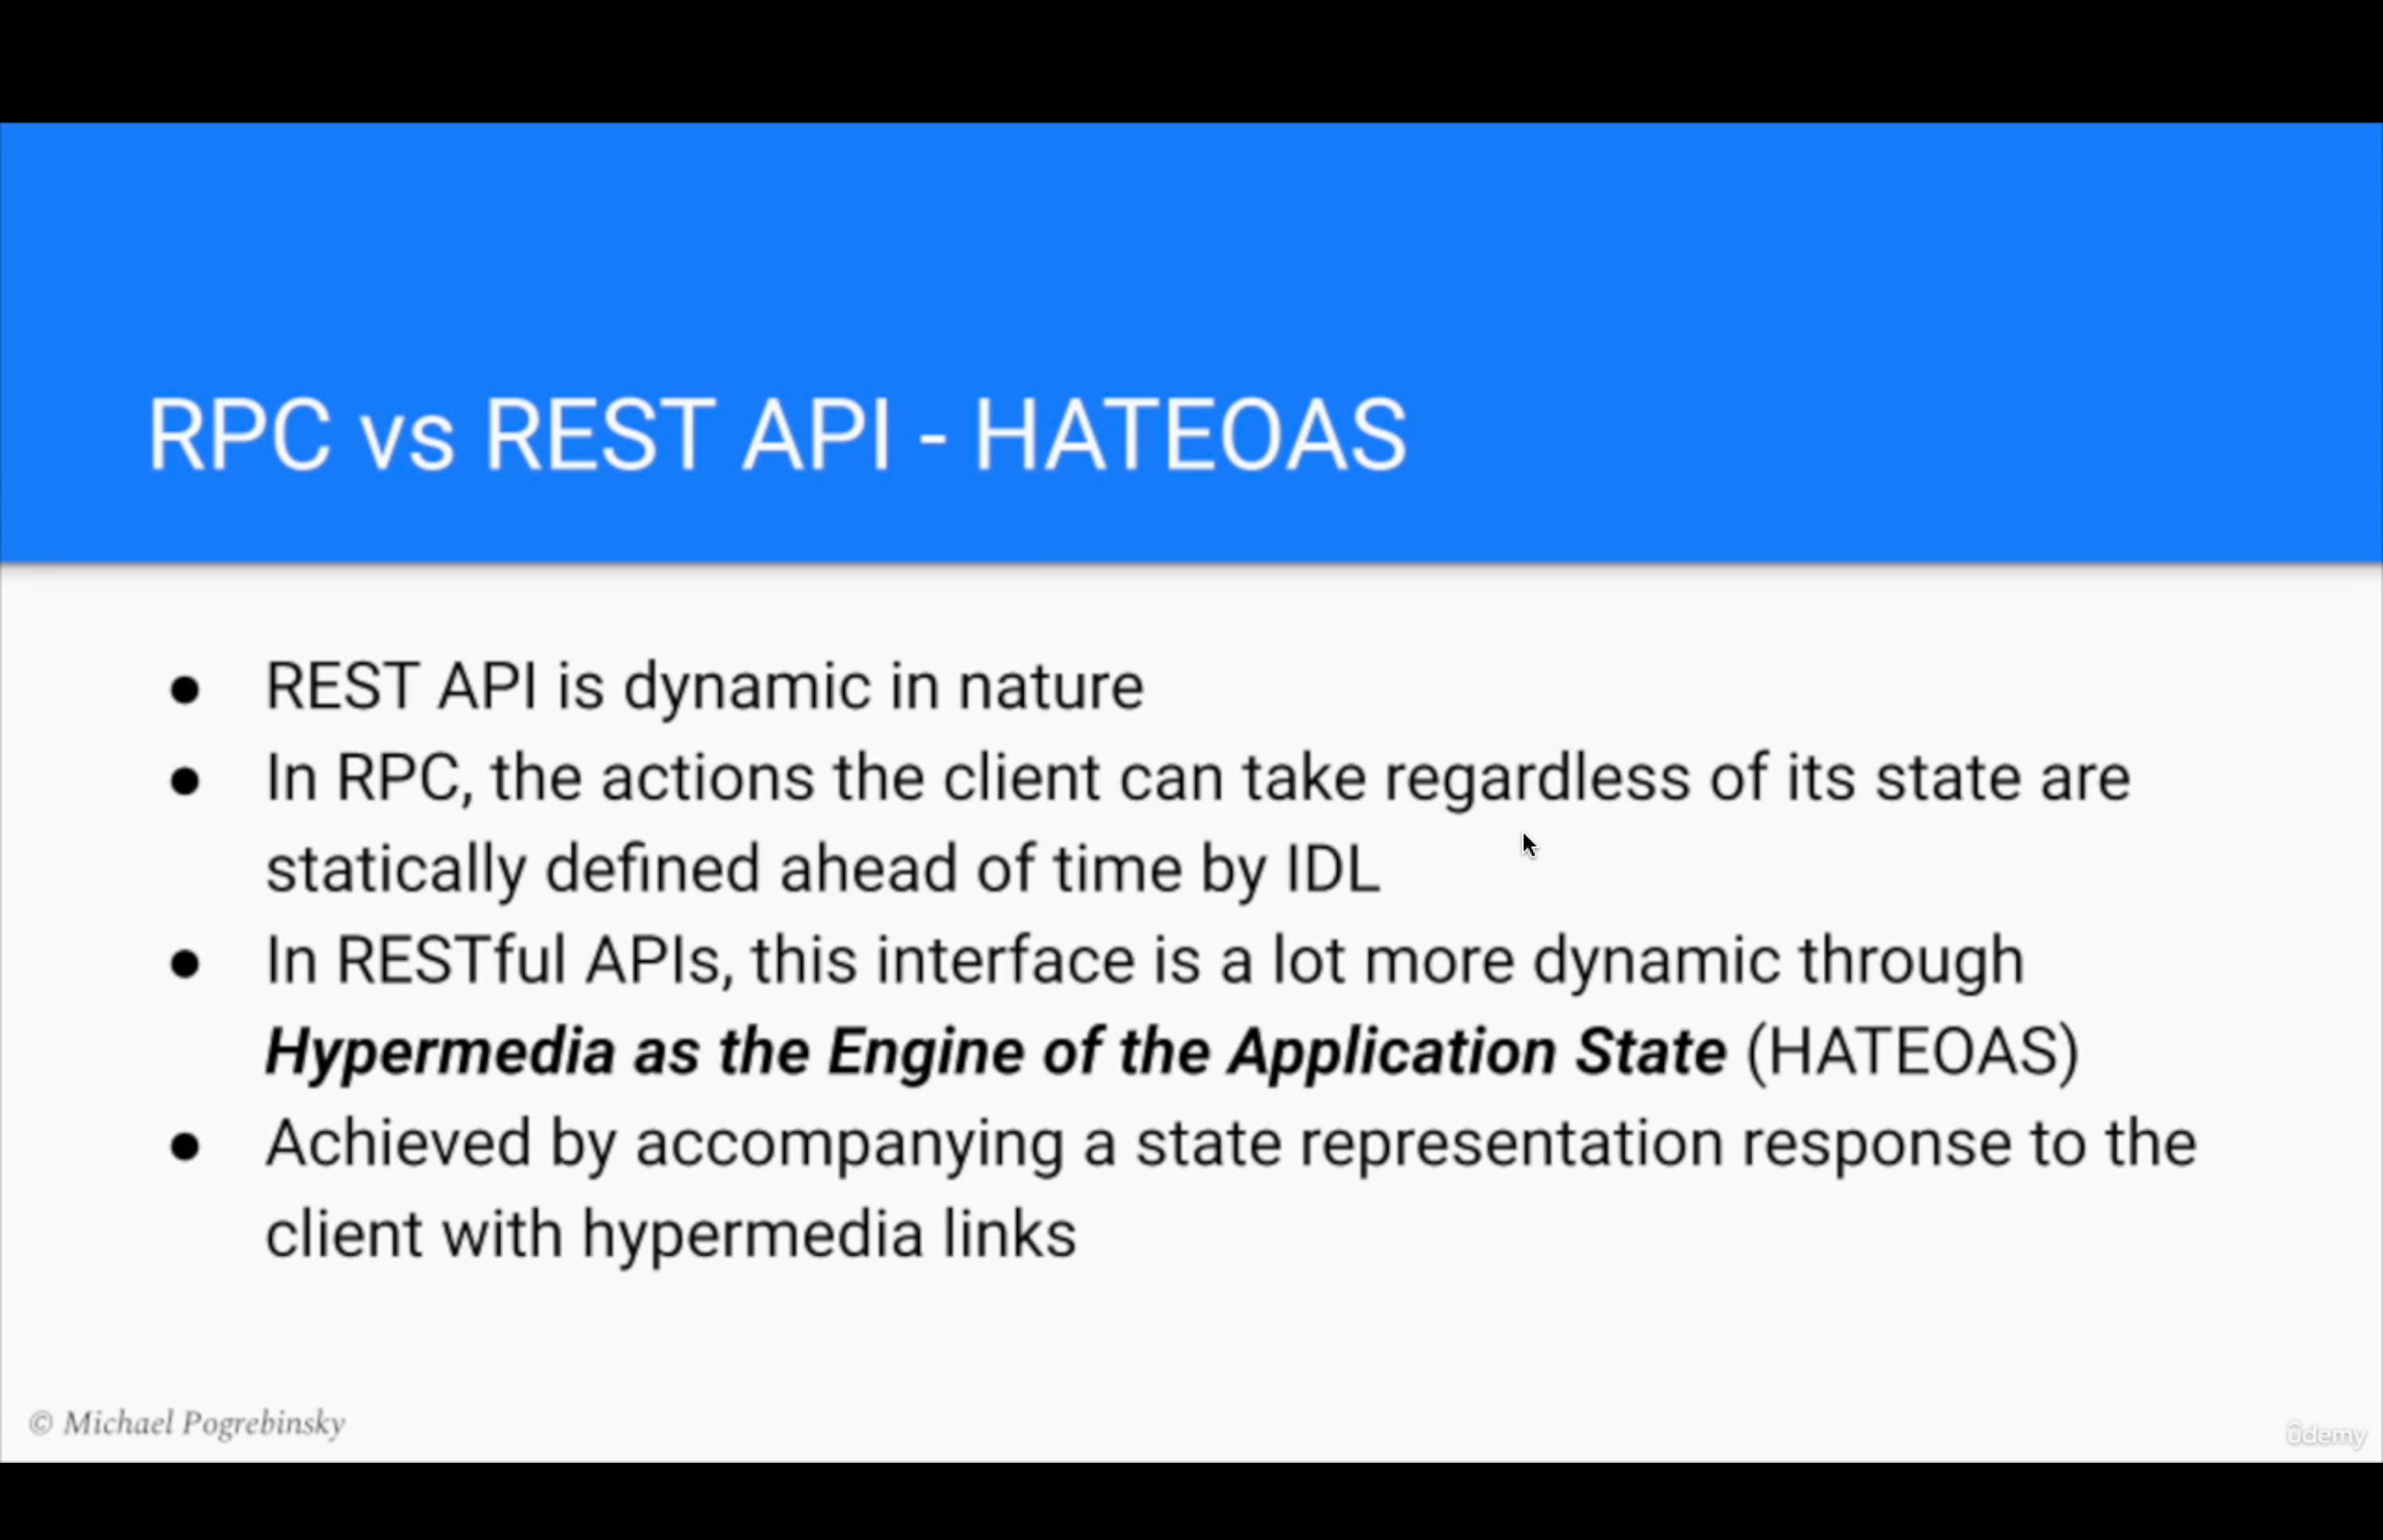 RPC vs REST API - HATEOAS
● REST API is dynamic in nature
● In RPC, the actions the client can take regardless of its state are
statically defined ahead of time by IDL
● In RESTful APIs, this interface is a lot more dynamic through
Hypermedia as the Engine of the Application State (HATEOAS)
● Achieved by accompanying a state representation response to the
client with hypermedia links
© Michael Pogrebinsky
ûdemy